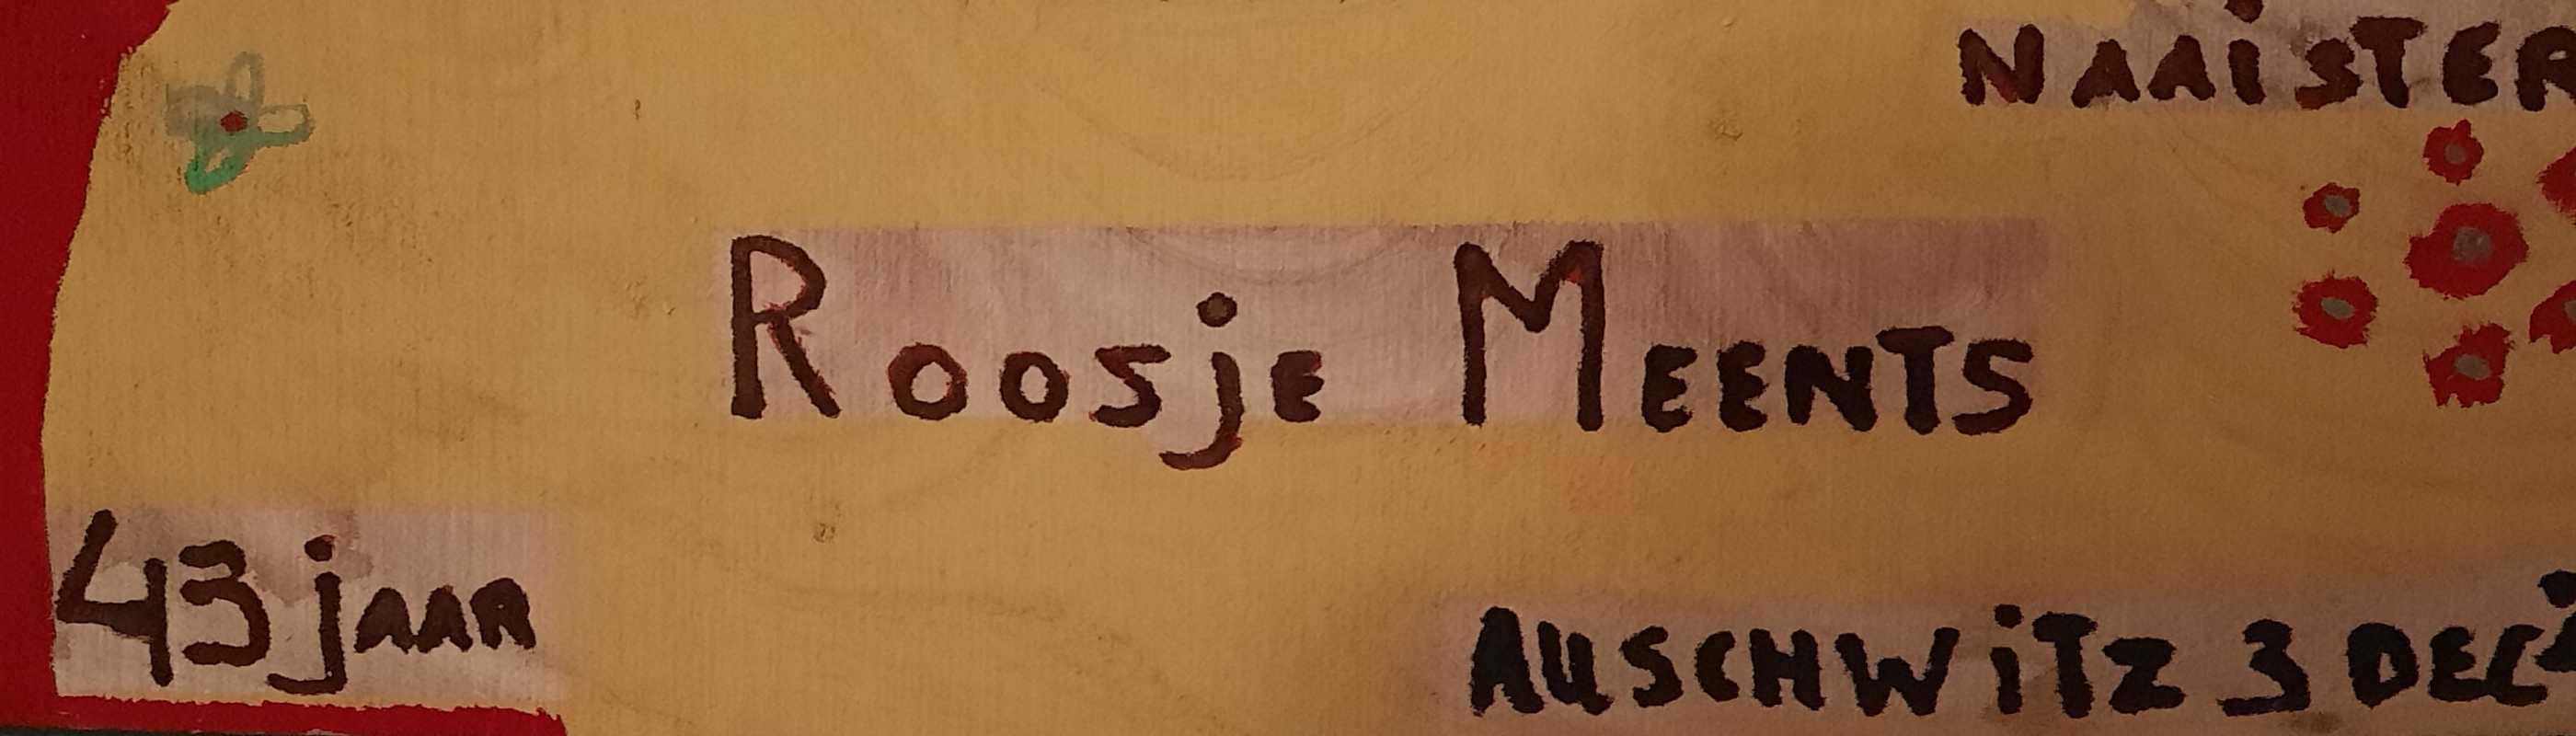 NAAiSTER
Roosje MEENTS
43 jAAR
AUSCHWiTZ 3 DEC